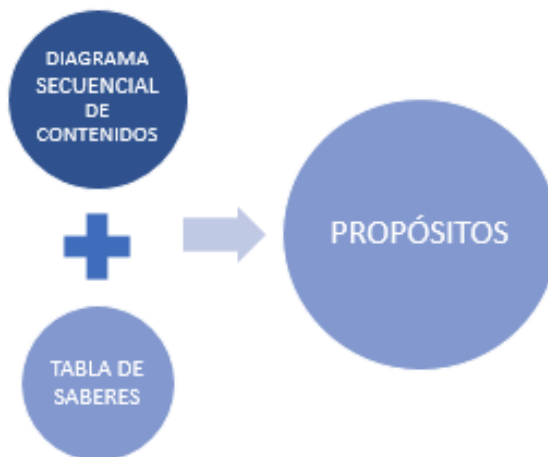 DIAGRAMA
SECUENCIAL
DE
CONTENIDOS
PROPÓSITOS
TABLA DE
SABERES